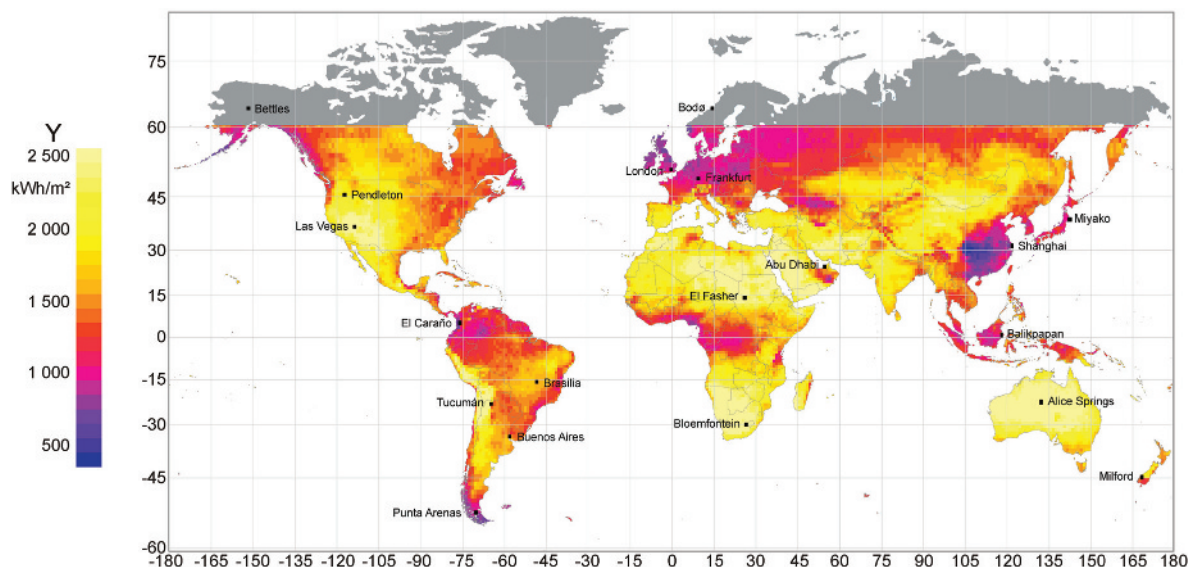 Y
2 500
kWh/m²
2 000
1 500
1 000
500
75
60
45
30
15
0
-15
-30
-45
-60
Bettles
Bodø
London
Frankfurt
Pendleton
Las Vegas
Miyako
Shanghai
Abu Dhabi
El Fasher
El Caraño
Balikpapan
Brasilia
Tucumán
Alice Springs
Bloemfontein
Buenos Aires
Milford
Punta Arenas
-180 -165 -150 -135 -120 -105 -90 -75 -60 -45 -30 -15 0 15 30 45 60 75 90 105 120 135 150 165 180